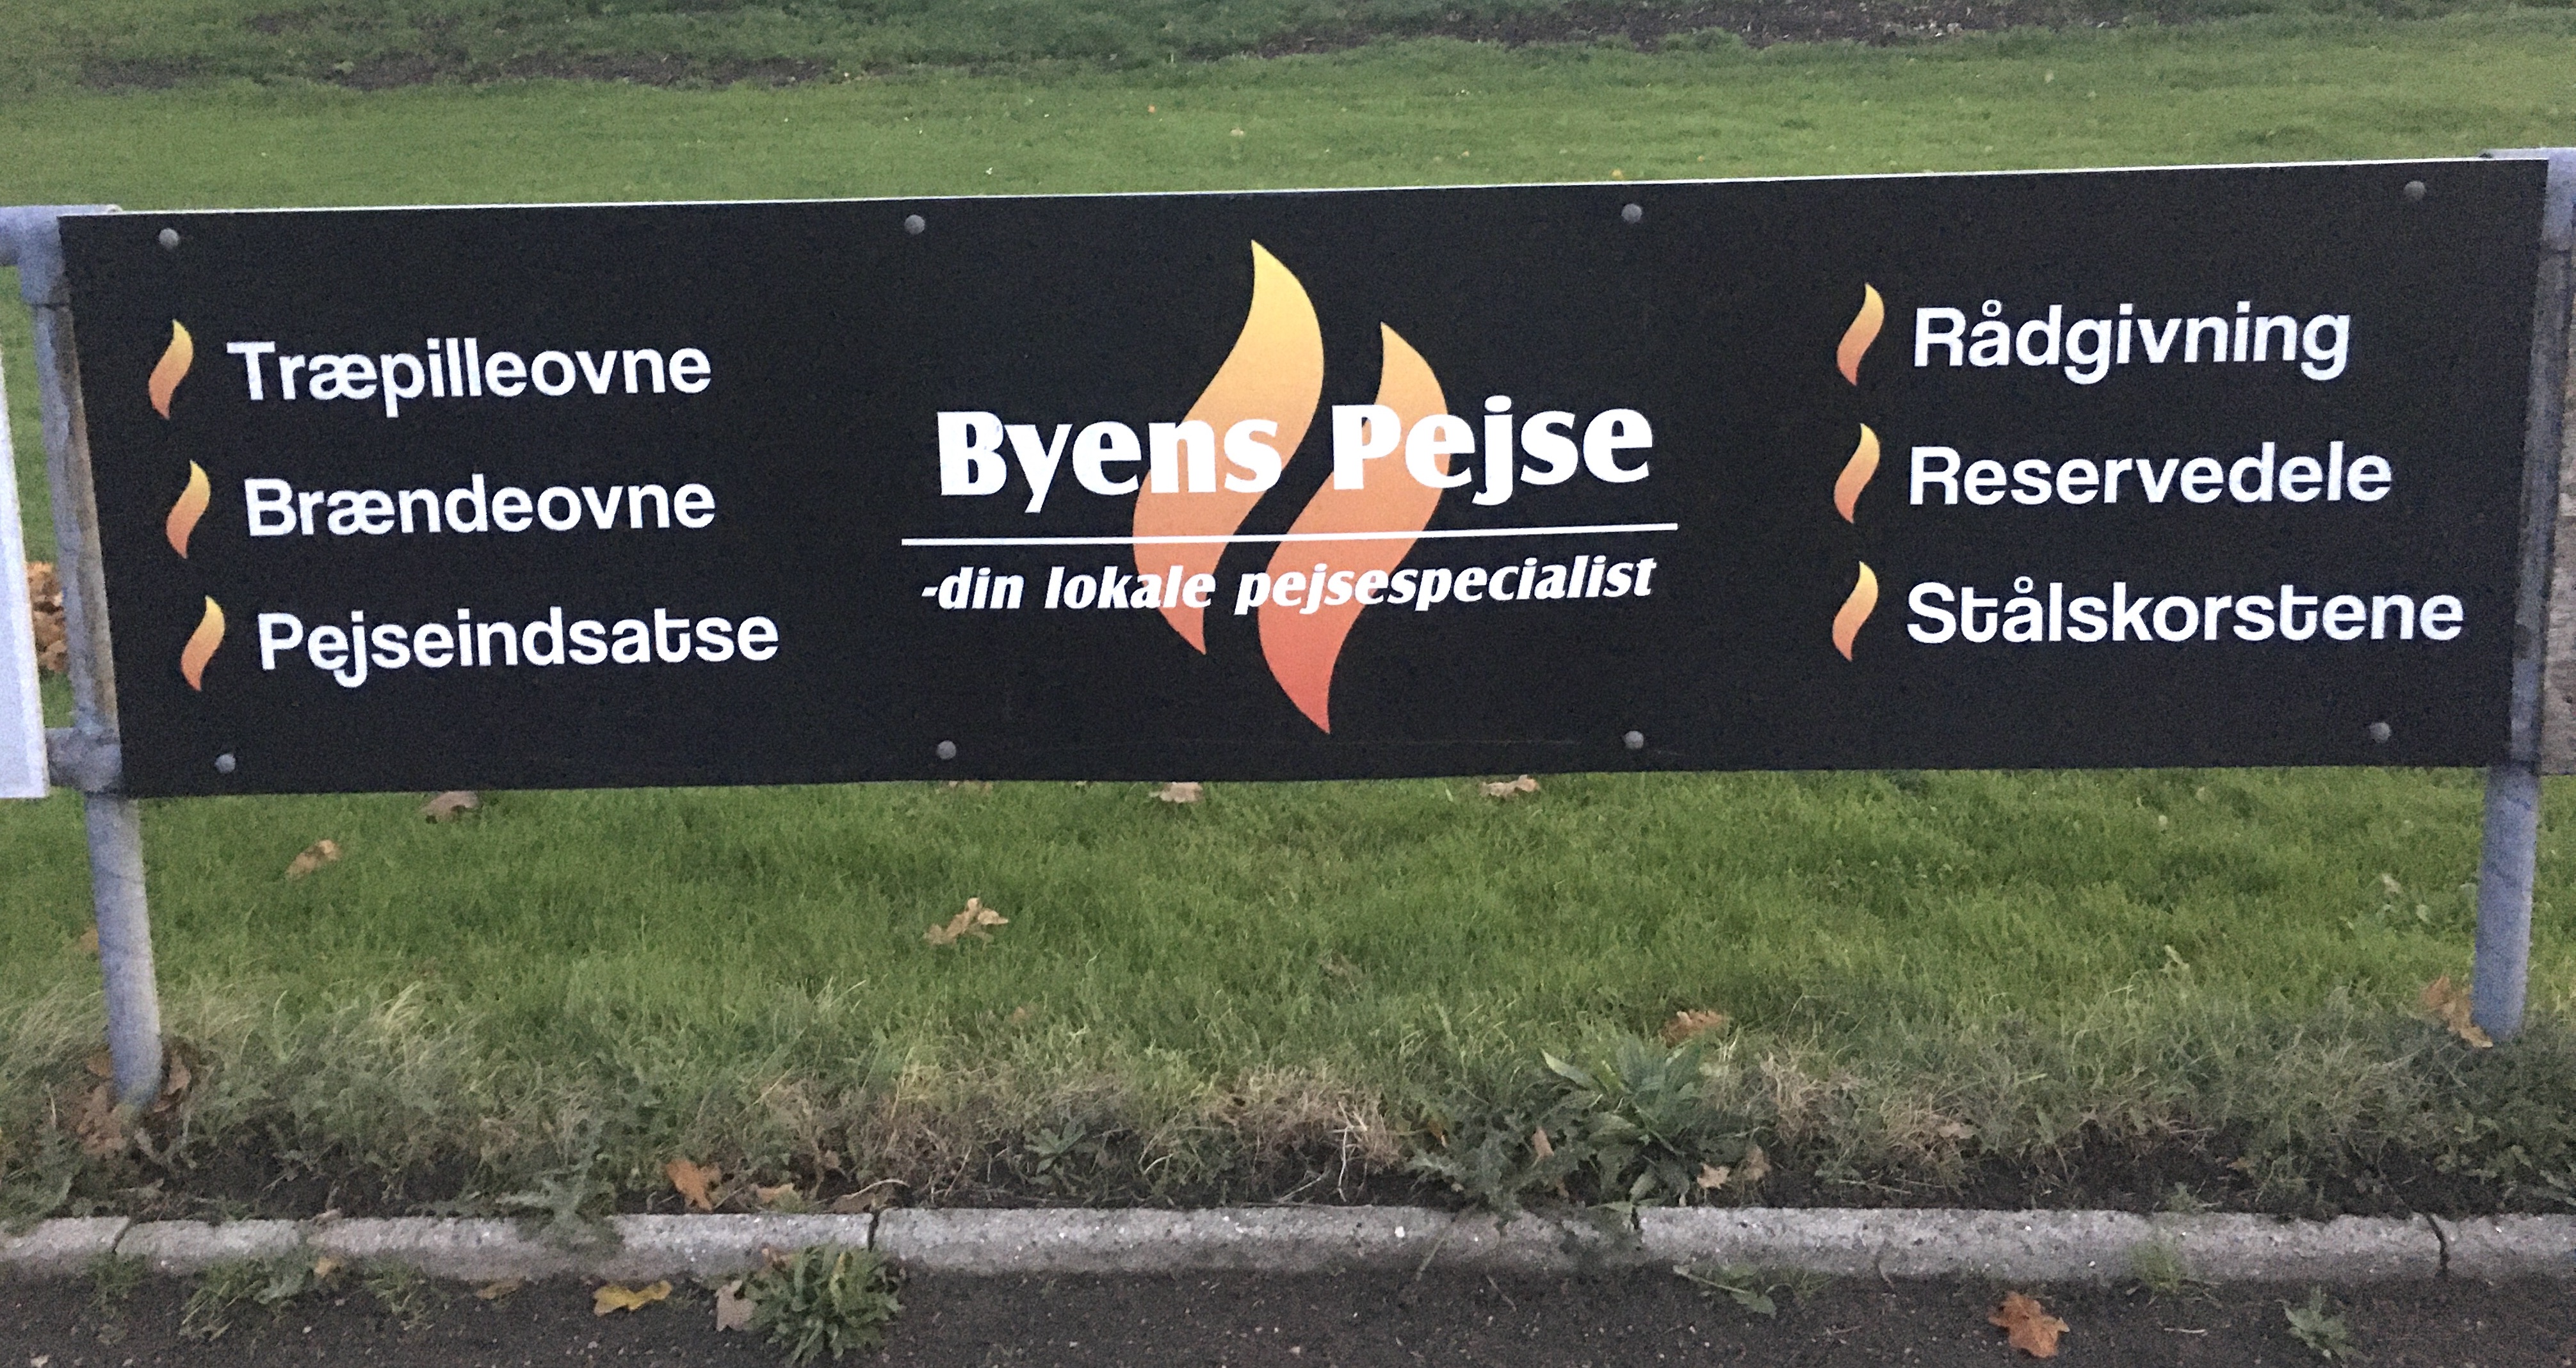 Træpilleovne
Brændeovne
Pejseindsatse
Byens Pejse
-din lokale pejsespecialist
Rådgivning
Reservedele
Stålskorstene